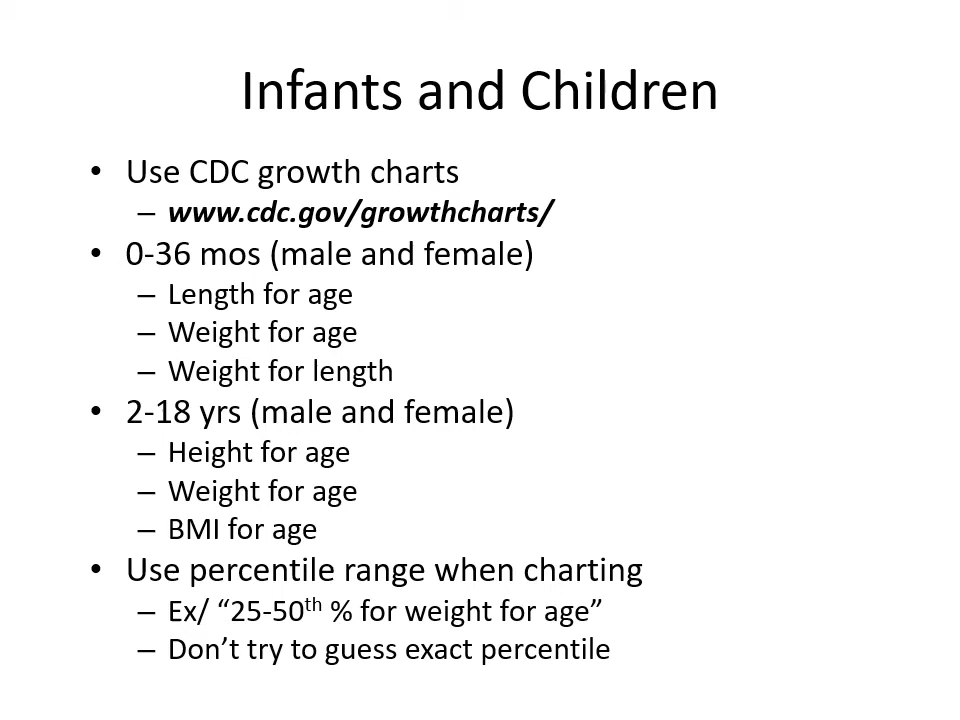 Infants and Children
• Use CDC growth charts
– www.cdc.gov/growthcharts/
• 0-36 mos (male and female)
– Length for age
– Weight for age
– Weight for length
• 2-18 yrs (male and female)
– Height for age
– Weight for age
– BMI for age
• Use percentile range when charting
– Ex/ “25-50th % for weight for age”
– Don’t try to guess exact percentile